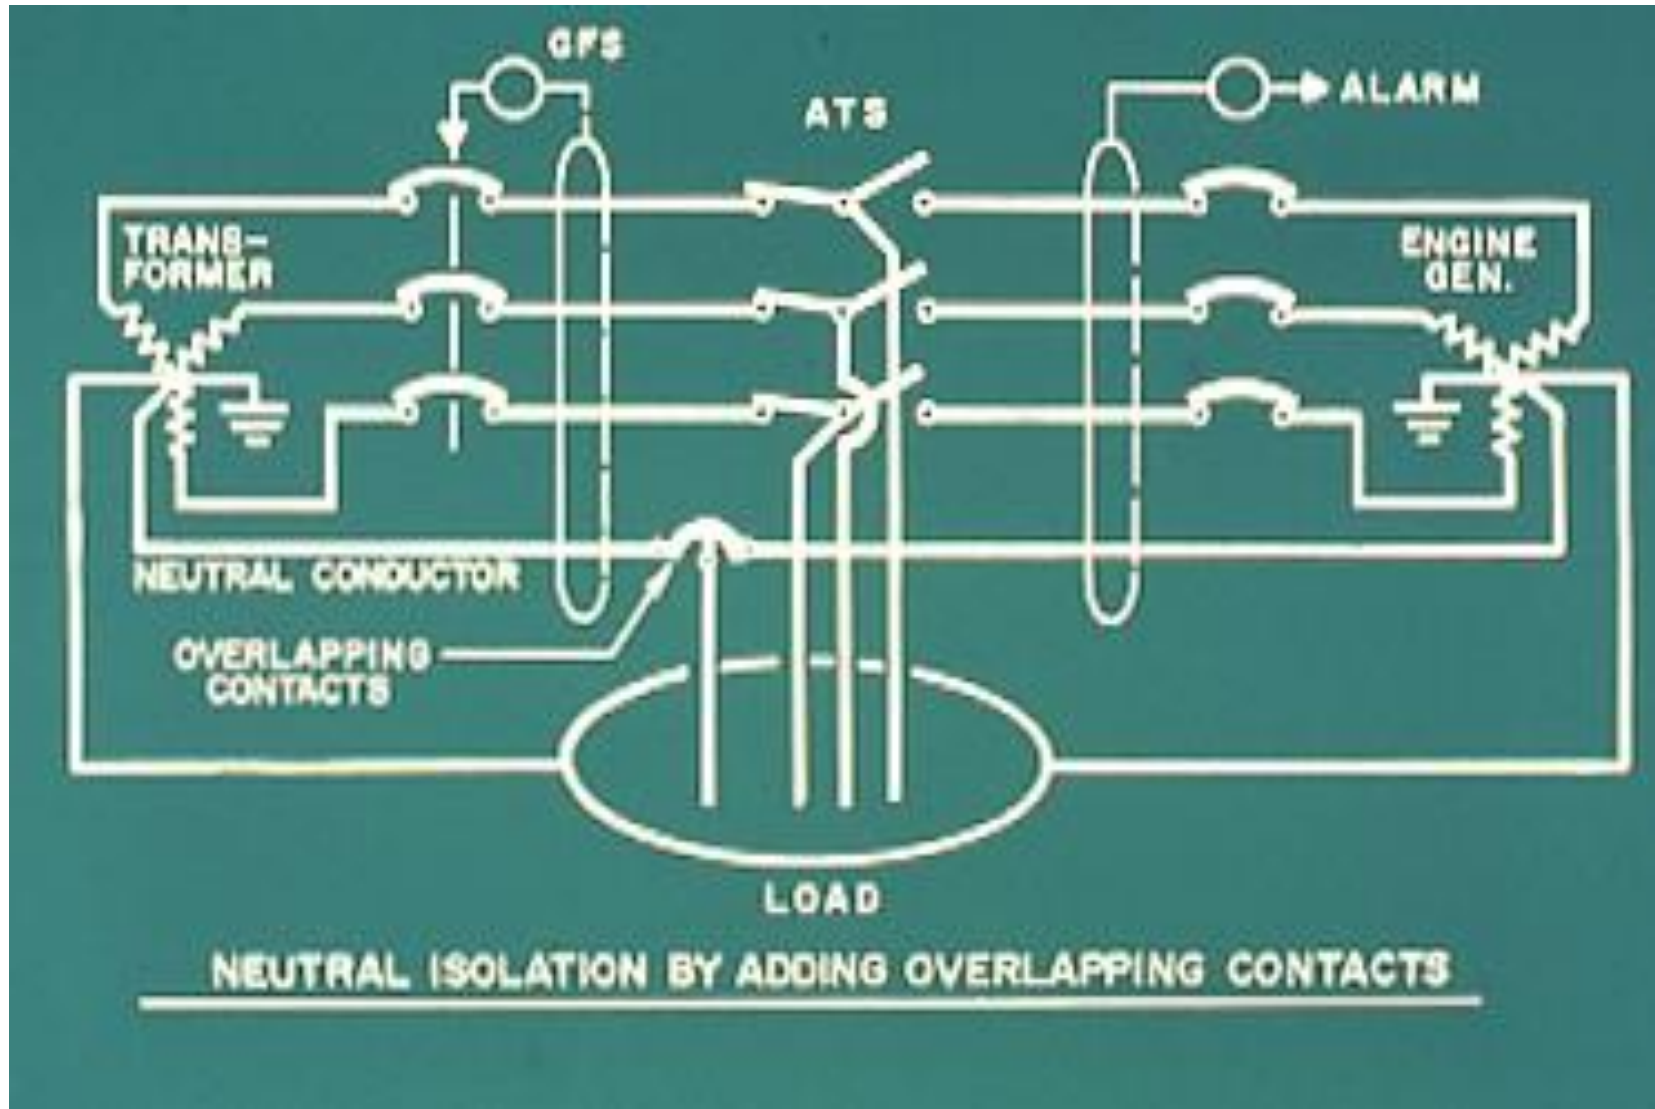 GFS
ATS
ALARM
TRANS-
FORMER
ENGINE
GEN.
NEUTRAL CONDUCTOR
OVERLAPPING
CONTACTS
LOAD
NEUTRAL ISOLATION BY ADDING OVERLAPPING CONTACTS